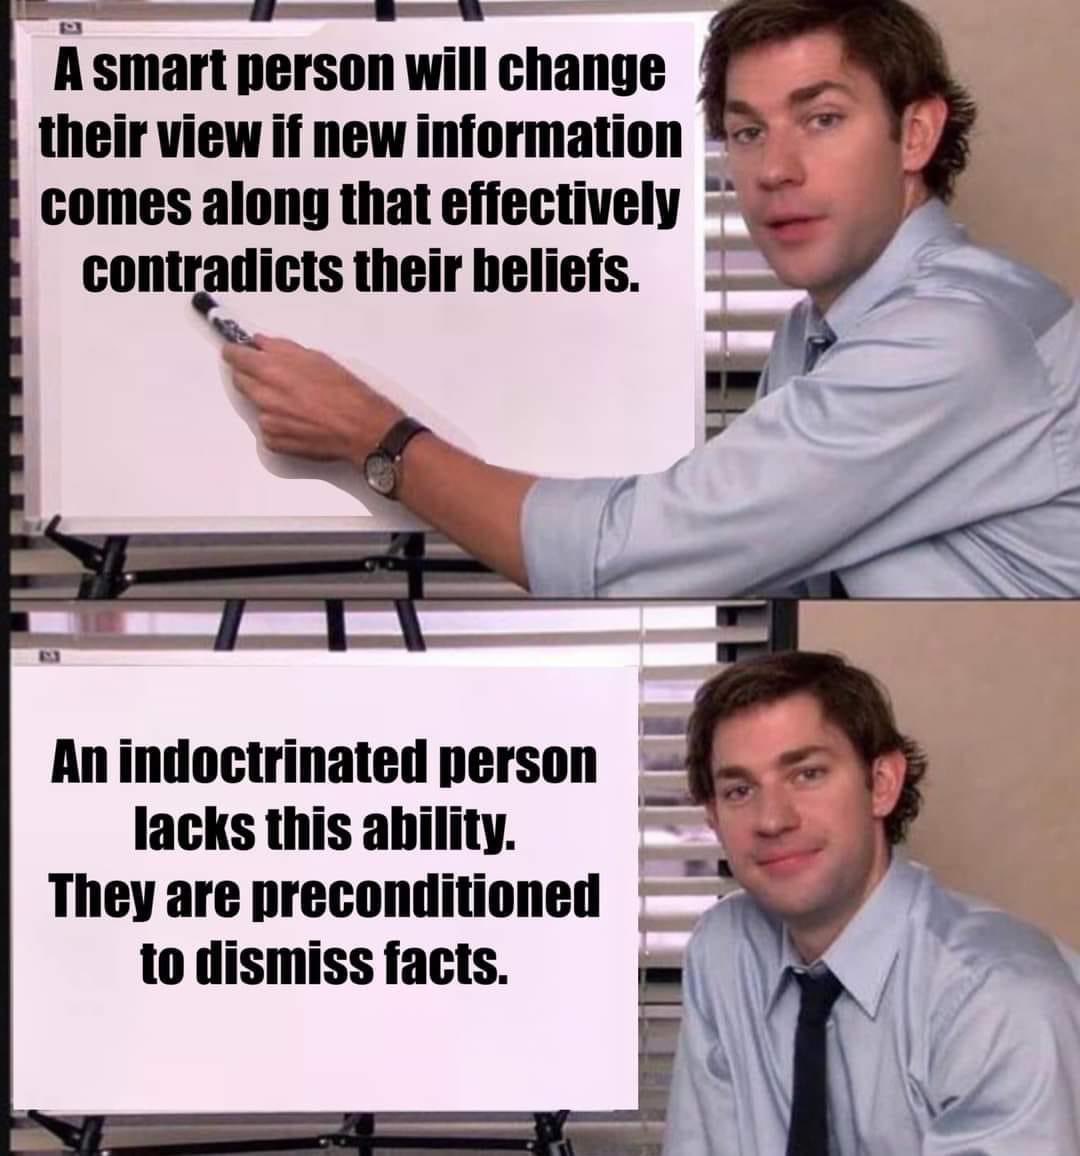 A smart person will change
their view if new information
comes along that effectively
contradicts their beliefs.
An indoctrinated person
lacks this ability.
They are preconditioned
to dismiss facts.